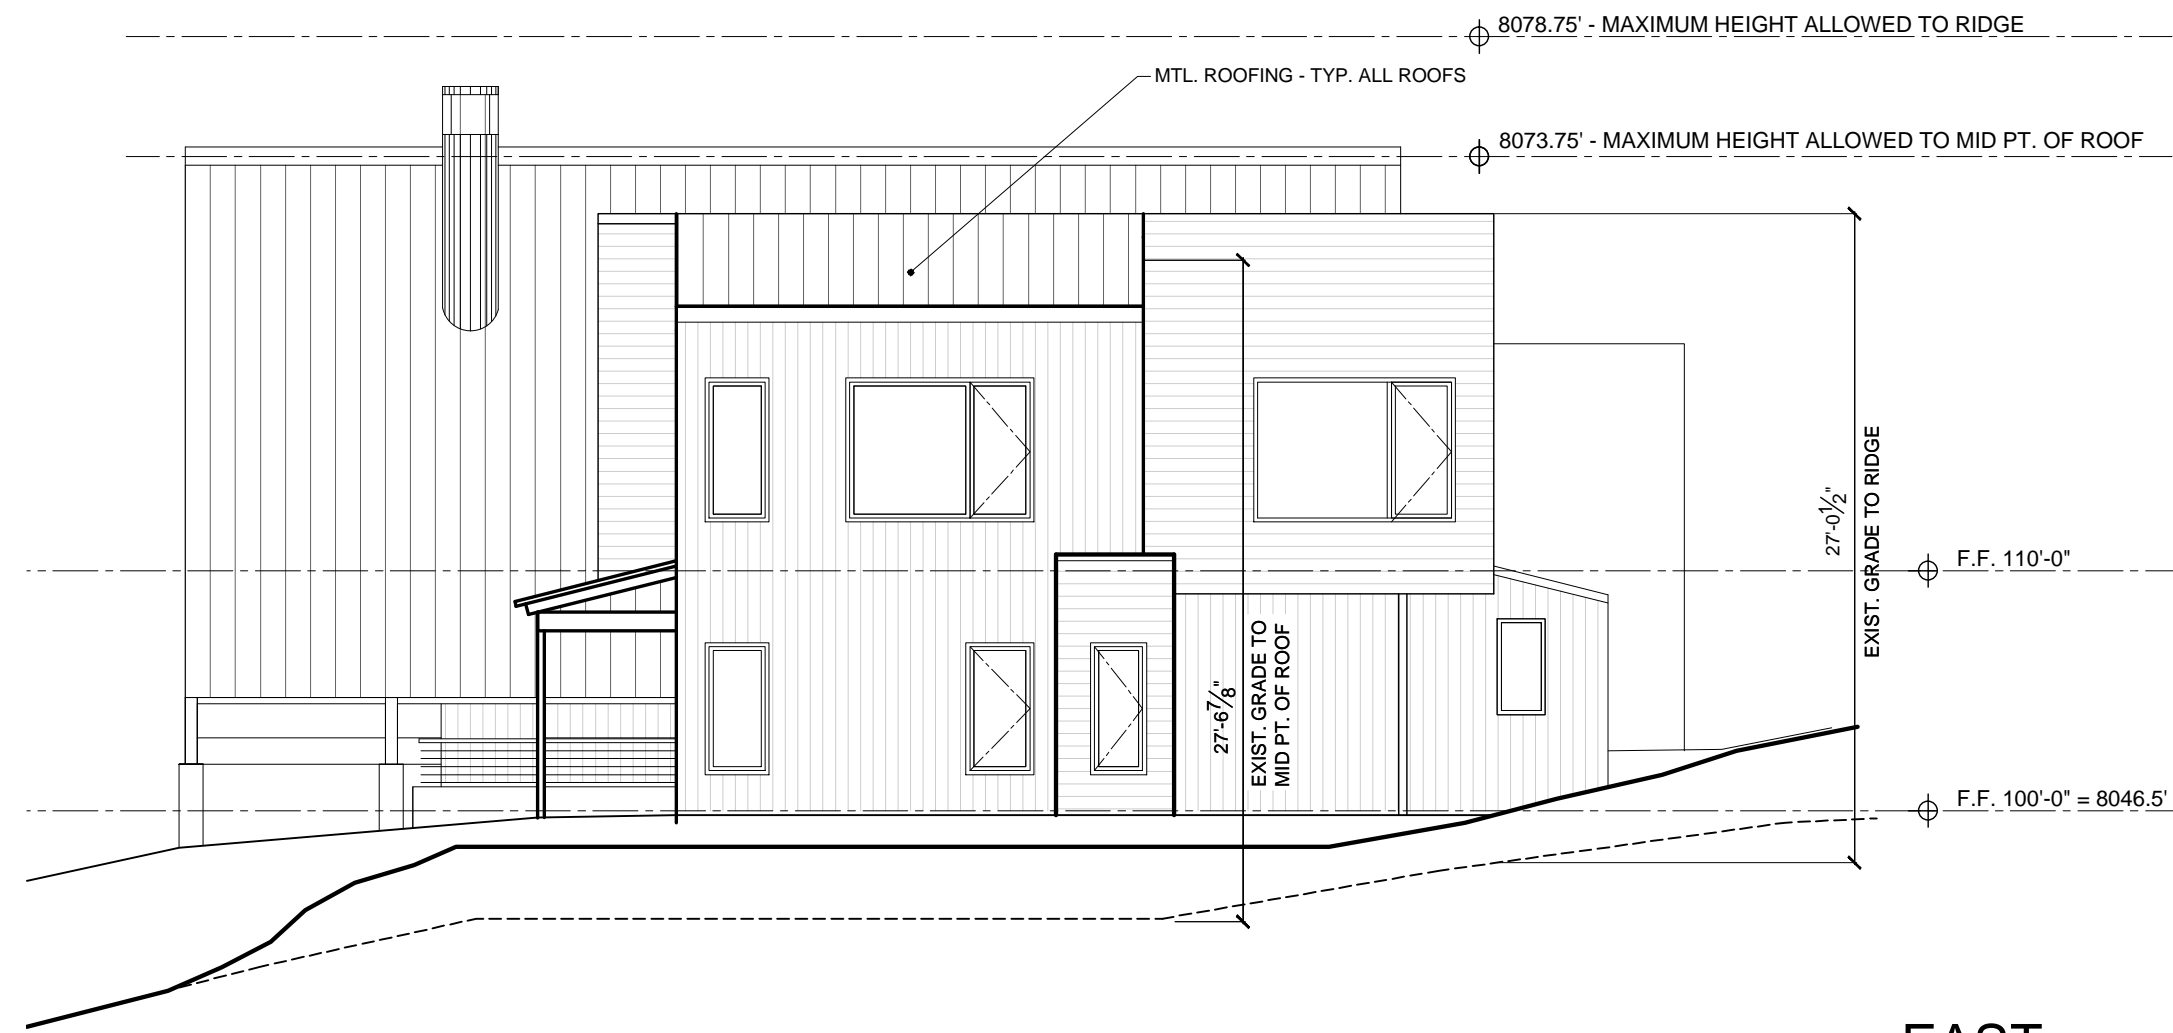 8078.75' - MAXIMUM HEIGHT ALLOWED TO RIDGE
MTL. ROOFING - TYP. ALL ROOFS
8073.75' - MAXIMUM HEIGHT ALLOWED TO MID PT. OF ROOF
27'-0½"
EXIST. GRADE TO RIDGE
F.F. 110'-0"
27'-6⅞"
EXIST. GRADE TO
MID PT. OF ROOF
F.F. 100'-0" = 8046.5'
EAST